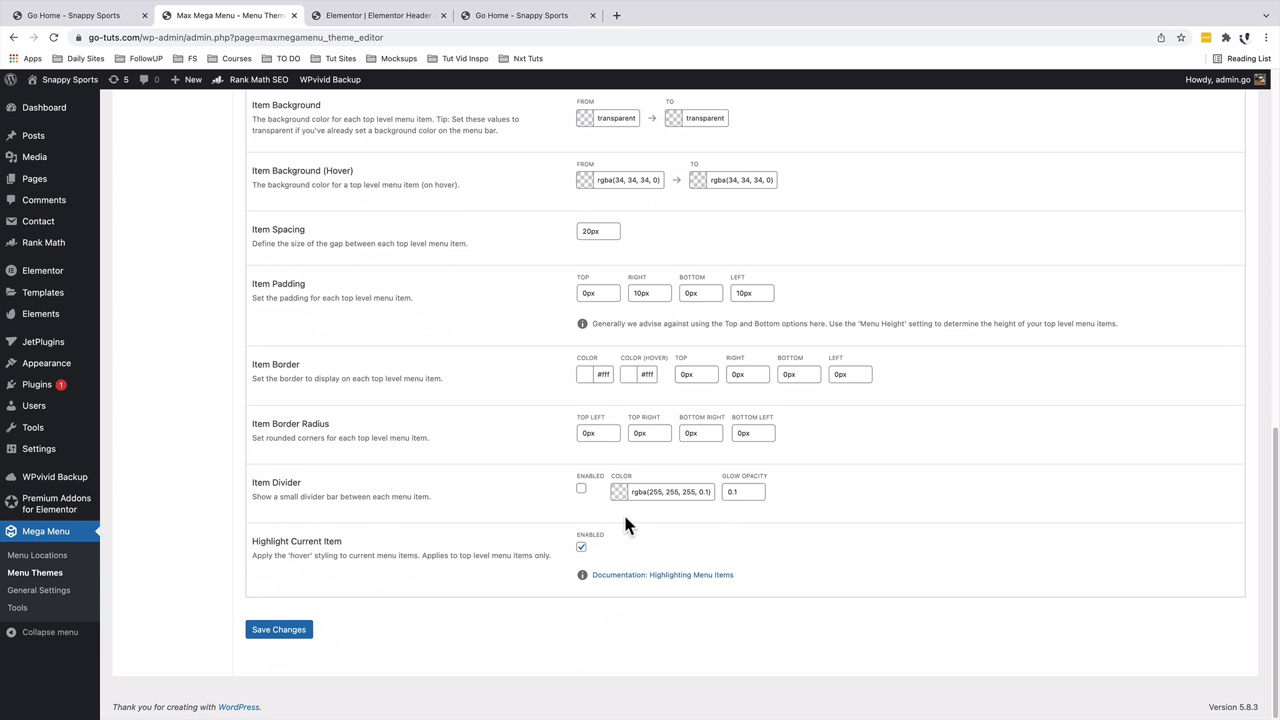 Go Home - Snappy Sports
Max Mega Menu - Menu Them
Elementor | Elementor Header
Go Home - Snappy Sports
go-tuts.com/wp-admin/admin.php?page=maxmegamenu_theme_editor
Apps
Daily Sites
FollowUP
FS
Courses
TO DO
Tut Sites
Mocksups
Tut Vid Inspo
Nxt Tuts
Reading List
Snappy Sports
5
0
New
Rank Math SEO
WPvivid Backup
Howdy, admin.go
Dashboard
Posts
Media
Pages
Comments
Contact
Rank Math
Elementor
Templates
Elements
JetPlugins
Appearance
Plugins 1
Users
Tools
Settings
WPvivid Backup
Premium Addons
for Elementor
Mega Menu
Menu Locations
Menu Themes
General Settings
Tools
Collapse menu
Item Background
The background color for each top level menu item. Tip: Set these values to
transparent if you've already set a background color on the menu bar.
FROM
TO
transparent
transparent
Item Background (Hover)
The background color for a top level menu item (on hover).
FROM
TO
rgba(34, 34, 34, 0)
rgba(34, 34, 34, 0)
Item Spacing
Define the size of the gap between each top level menu item.
20px
Item Padding
Set the padding for each top level menu item.
TOP
RIGHT
BOTTOM
LEFT
0px
10px
0px
10px
Generally we advise against using the Top and Bottom options here. Use the 'Menu Height' setting to determine the height of your top level menu items.
Item Border
Set the border to display on each top level menu item.
COLOR
COLOR (HOVER)
TOP
RIGHT
BOTTOM
LEFT
#fff
#fff
0px
0px
0px
0px
Item Border Radius
Set rounded corners for each top level menu item.
TOP LEFT
TOP RIGHT
BOTTOM RIGHT
BOTTOM LEFT
0px
0px
0px
0px
Item Divider
Show a small divider bar between each menu item.
ENABLED
COLOR
GLOW OPACITY
rgba(255, 255, 255, 0.1)
0.1
Highlight Current Item
Apply the 'hover' styling to current menu items. Applies to top level menu items only.
ENABLED
Documentation: Highlighting Menu Items
Save Changes
Thank you for creating with WordPress.
Version 5.8.3